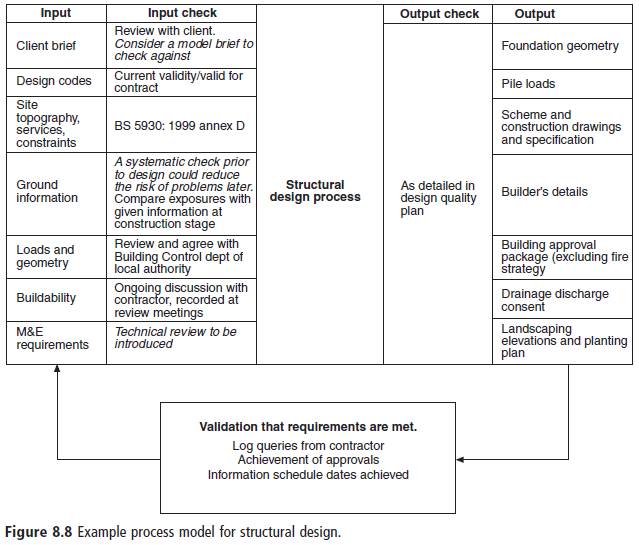 Input
Input check
Output check
Output
Client brief
Review with client.
Consider a model brief to
check against
Design codes
Current validity/valid for
contract
Site
topography,
services,
constraints
BS 5930: 1999 annex D
Ground
information
A systematic check prior
to design could reduce
the risk of problems later.
Compare exposures with
given information at
construction stage
Loads and
geometry
Review and agree with
Building Control dept of
local authority
Buildability
Ongoing discussion with
contractor, recorded at
review meetings
M&E
requirements
Technical review to be
introduced
Structural
design process
As detailed in
design quality
plan
Foundation geometry
Pile loads
Scheme and
construction drawings
and specification
Builder's details
Building approval
package (excluding fire
strategy
Drainage discharge
consent
Landscaping
elevations and planting
plan
Validation that requirements are met.
Log queries from contractor
Achievement of approvals
Information schedule dates achieved
Figure 8.8 Example process model for structural design.